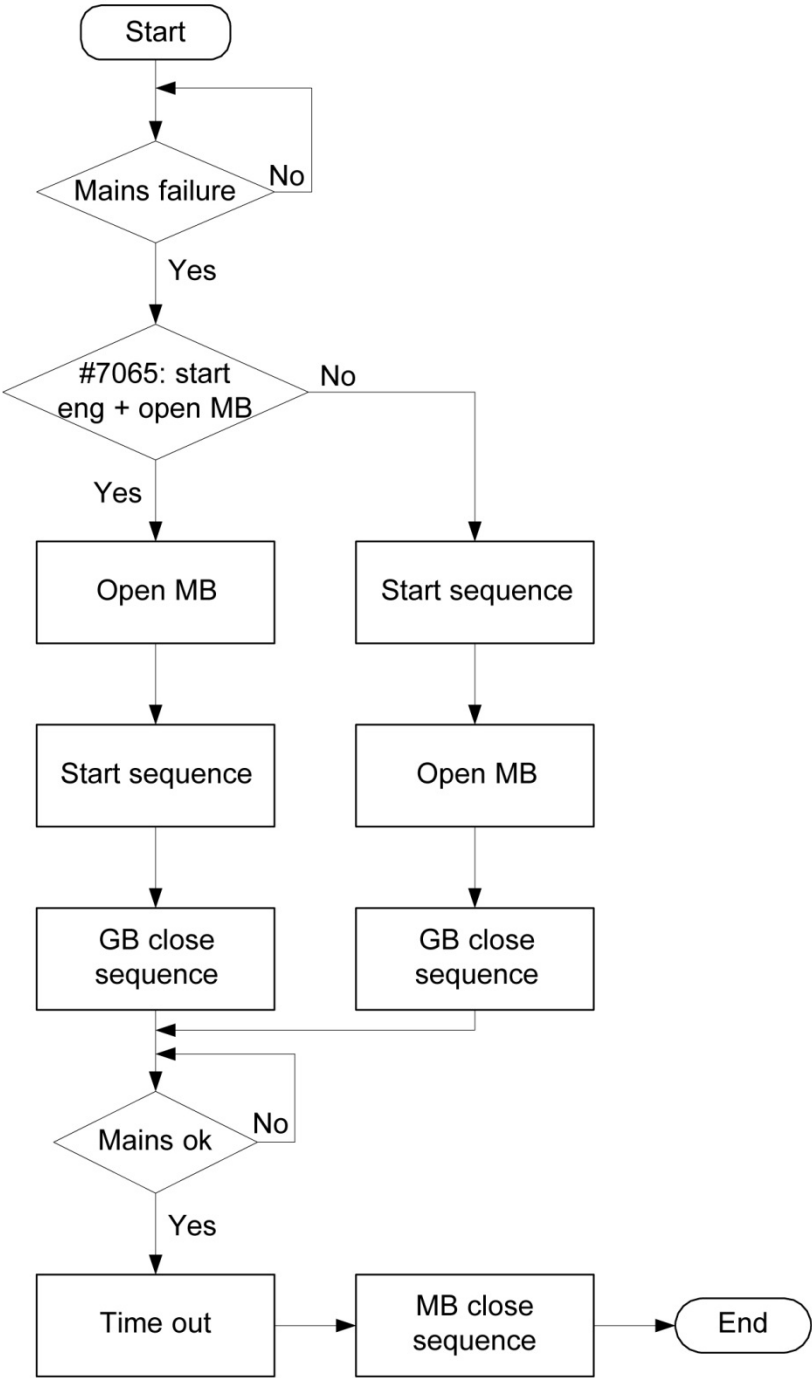 Start
No
Mains failure
Yes
#7065: start
eng + open MB
No
Yes
Open MB
Start sequence
Start sequence
Open MB
GB close
sequence
GB close
sequence
No
Mains ok
Yes
Time out
MB close
sequence
End